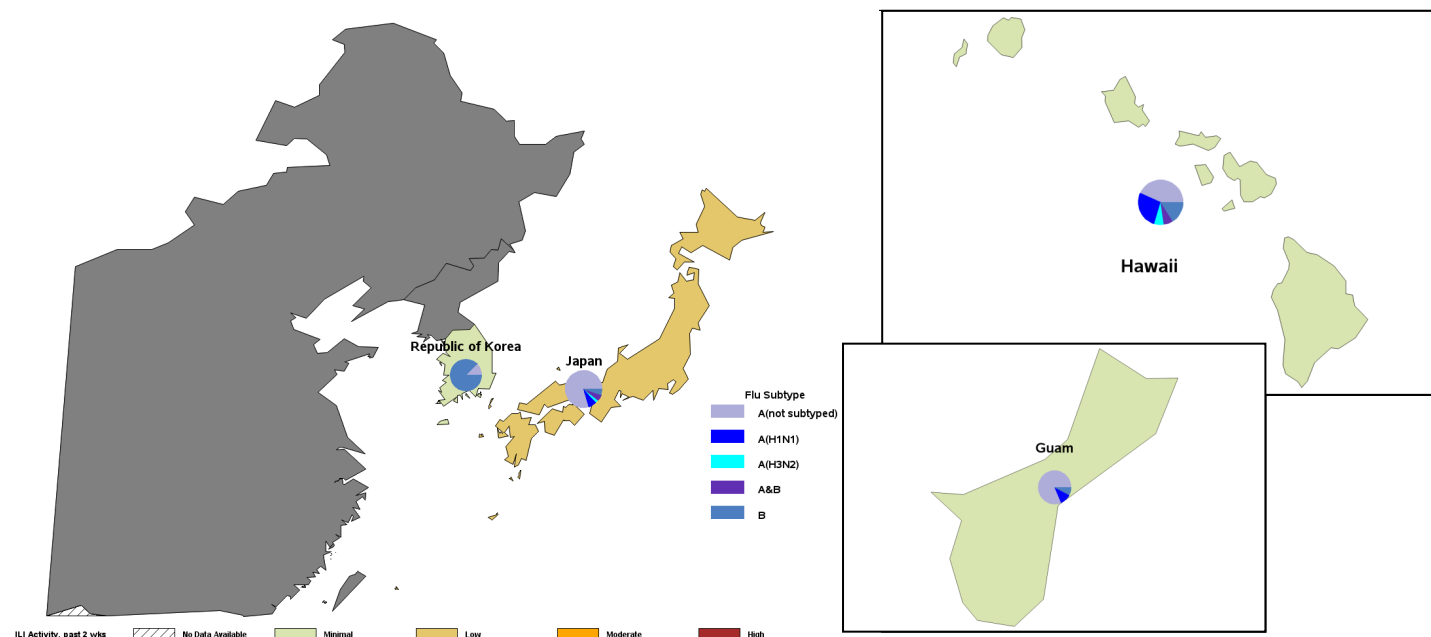 Republic of Korea
Japan
Flu Subtype
A(not subtyped)
A(H1N1)
A(H3N2)
A&B
B
Hawaii
Guam
ILI Activity, past 2 wks
No Data Available
Minimal
Low
Moderate
High